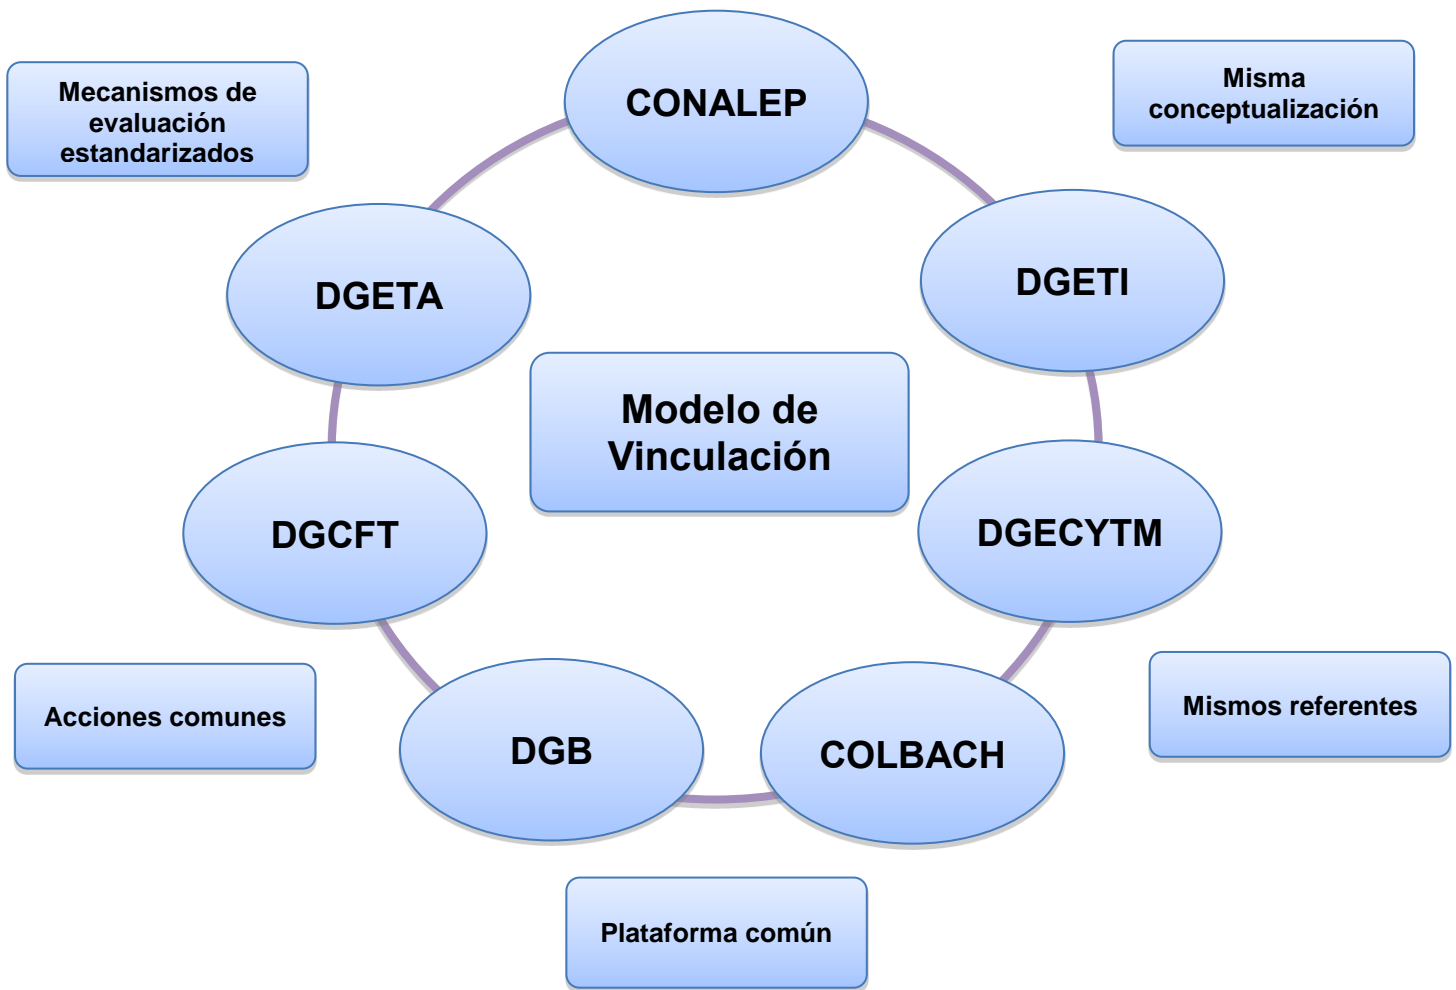 CONALEP
Misma
conceptualización
Mecanismos de
evaluación
estandarizados
DGETA
DGETI
Modelo de
Vinculación
DGCFT
DGECYTM
Acciones comunes
Mismos referentes
DGB
COLBACH
Plataforma común